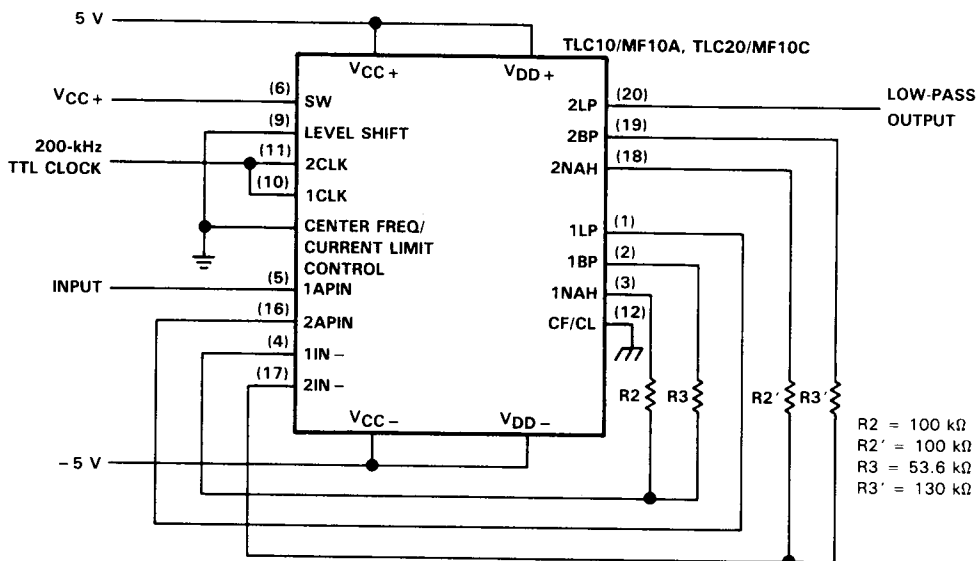 5 V
TLC10/MF10A, TLC20/MF10C
VCC+
VDD+
VCC+
(6)
SW
(9)
LEVEL SHIFT
200-kHz
TTL CLOCK
(11)
2CLK
(10)
1CLK
CENTER FREQ/
CURRENT LIMIT
CONTROL
INPUT
(5)
1APIN
(16)
2APIN
(4)
1IN−
(17)
2IN−
VCC−
VDD−
−5 V
2LP
(20)
LOW-PASS
OUTPUT
2BP
(19)
2NAH
(18)
1LP
(1)
1BP
(2)
1NAH
(3)
CF/CL
(12)
R2
R3
R2'
R3'
R2 = 100 kΩ
R2' = 100 kΩ
R3 = 53.6 kΩ
R3' = 130 kΩ